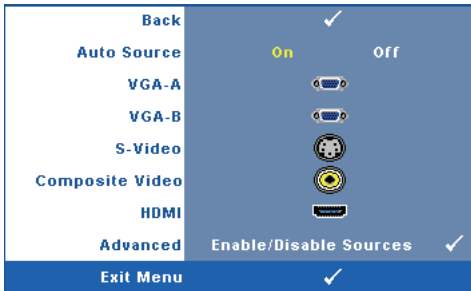 Back
Auto Source On Off
VGA-A
VGA-B
S-Video
Composite Video
HDMI
Advanced Enable/Disable Sources
Exit Menu